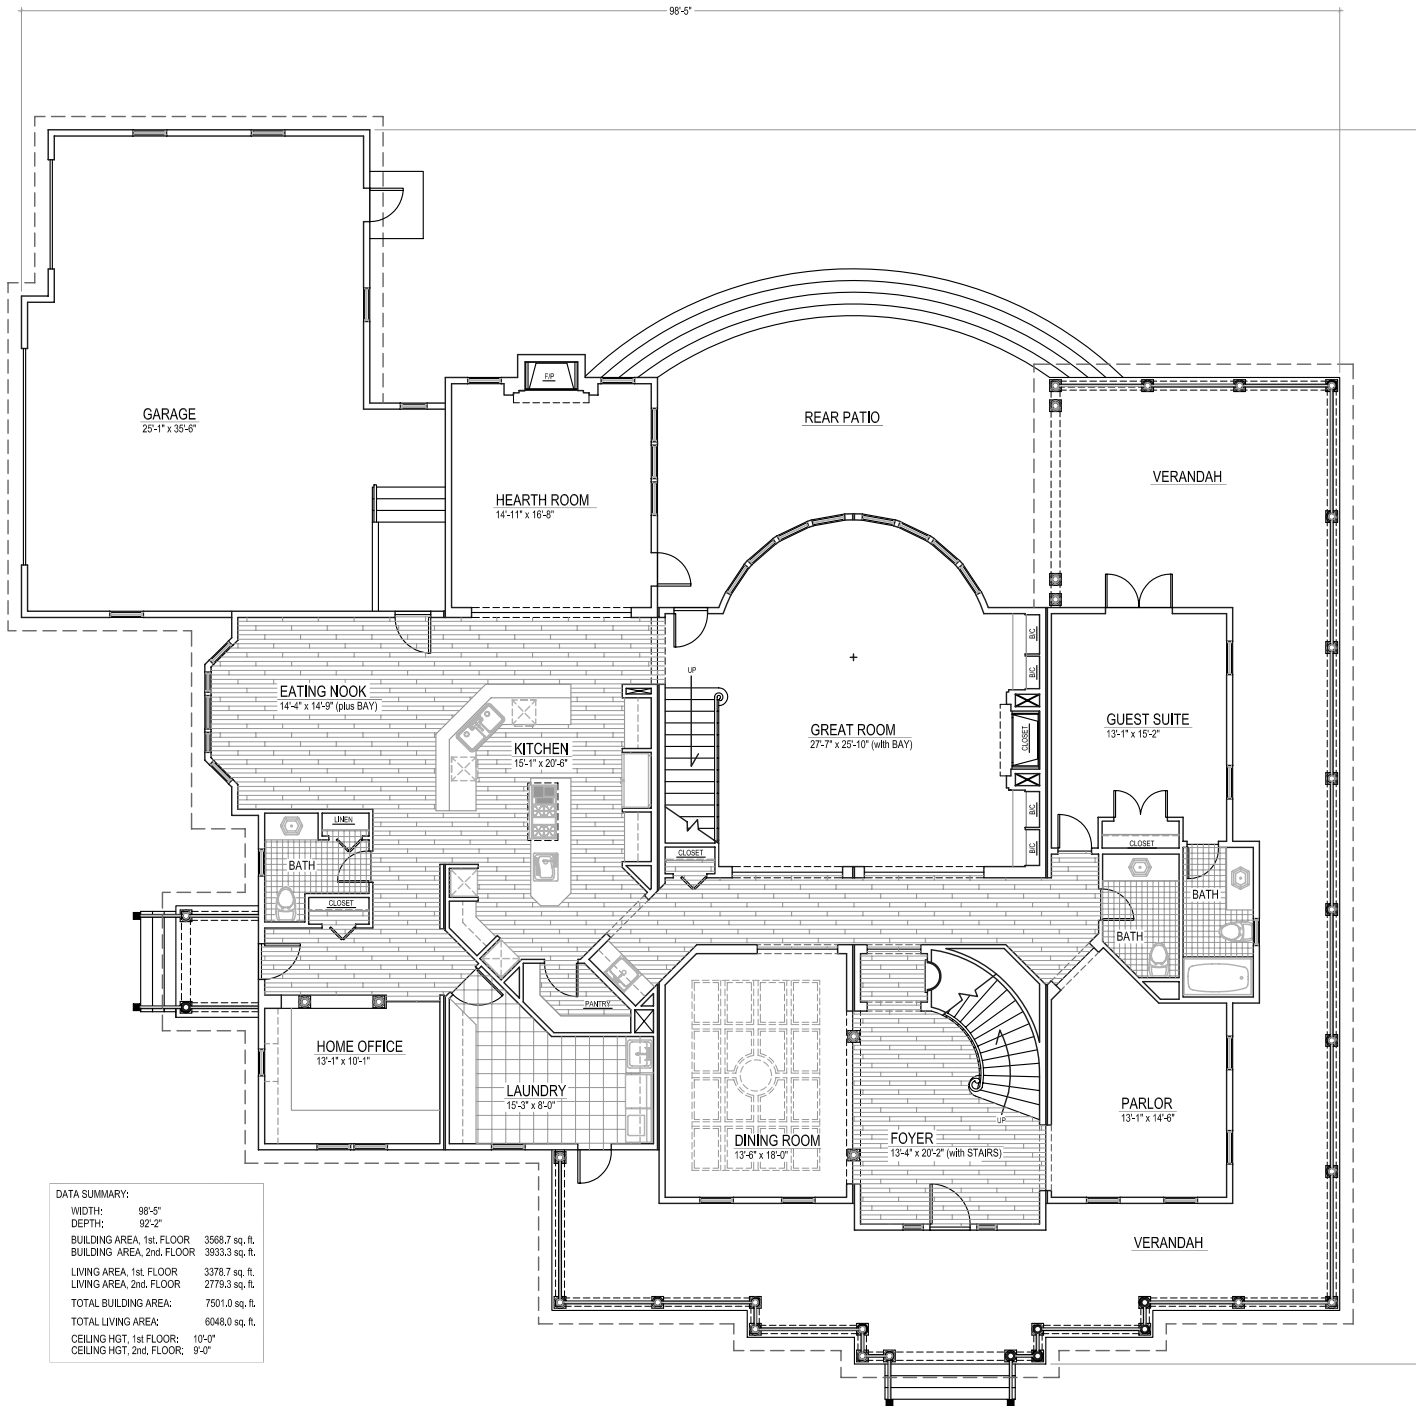 98'-5"
F/P
GARAGE
25'-1" x 35'-6"
REAR PATIO
VERANDAH
HEARTH ROOM
14'-11" x 16'-8"
B/C
B/C
UP
EATING NOOK
14'-4" x 14'-9" (plus BAY)
KITCHEN
15'-1" x 20'-6"
GREAT ROOM
27'-7" x 25'-10" (with BAY)
CLOSET
GUEST SUITE
13'-1" x 15'-2"
B/C
B/C
LINEN
BATH
CLOSET
CLOSET
CLOSET
BATH
BATH
PANTRY
HOME OFFICE
13'-1" x 10'-1"
LAUNDRY
15'-3" x 8'-0"
DINING ROOM
13'-6" x 18'-0"
UP
FOYER
13'-4" x 20'-2" (with STAIRS)
PARLOR
13'-1" x 14'-6"
VERANDAH
DATA SUMMARY:
WIDTH: 98'-5"
DEPTH: 92'-2"
BUILDING AREA, 1st. FLOOR 3568.7 sq. ft.
BUILDING AREA, 2nd. FLOOR 3933.3 sq. ft.
LIVING AREA, 1st. FLOOR 3378.7 sq. ft.
LIVING AREA, 2nd. FLOOR 2779.3 sq. ft.
TOTAL BUILDING AREA: 7501.0 sq. ft.
TOTAL LIVING AREA: 6048.0 sq. ft.
CEILING HGT, 1st FLOOR: 10'-0"
CEILING HGT, 2nd. FLOOR: 9'-0"